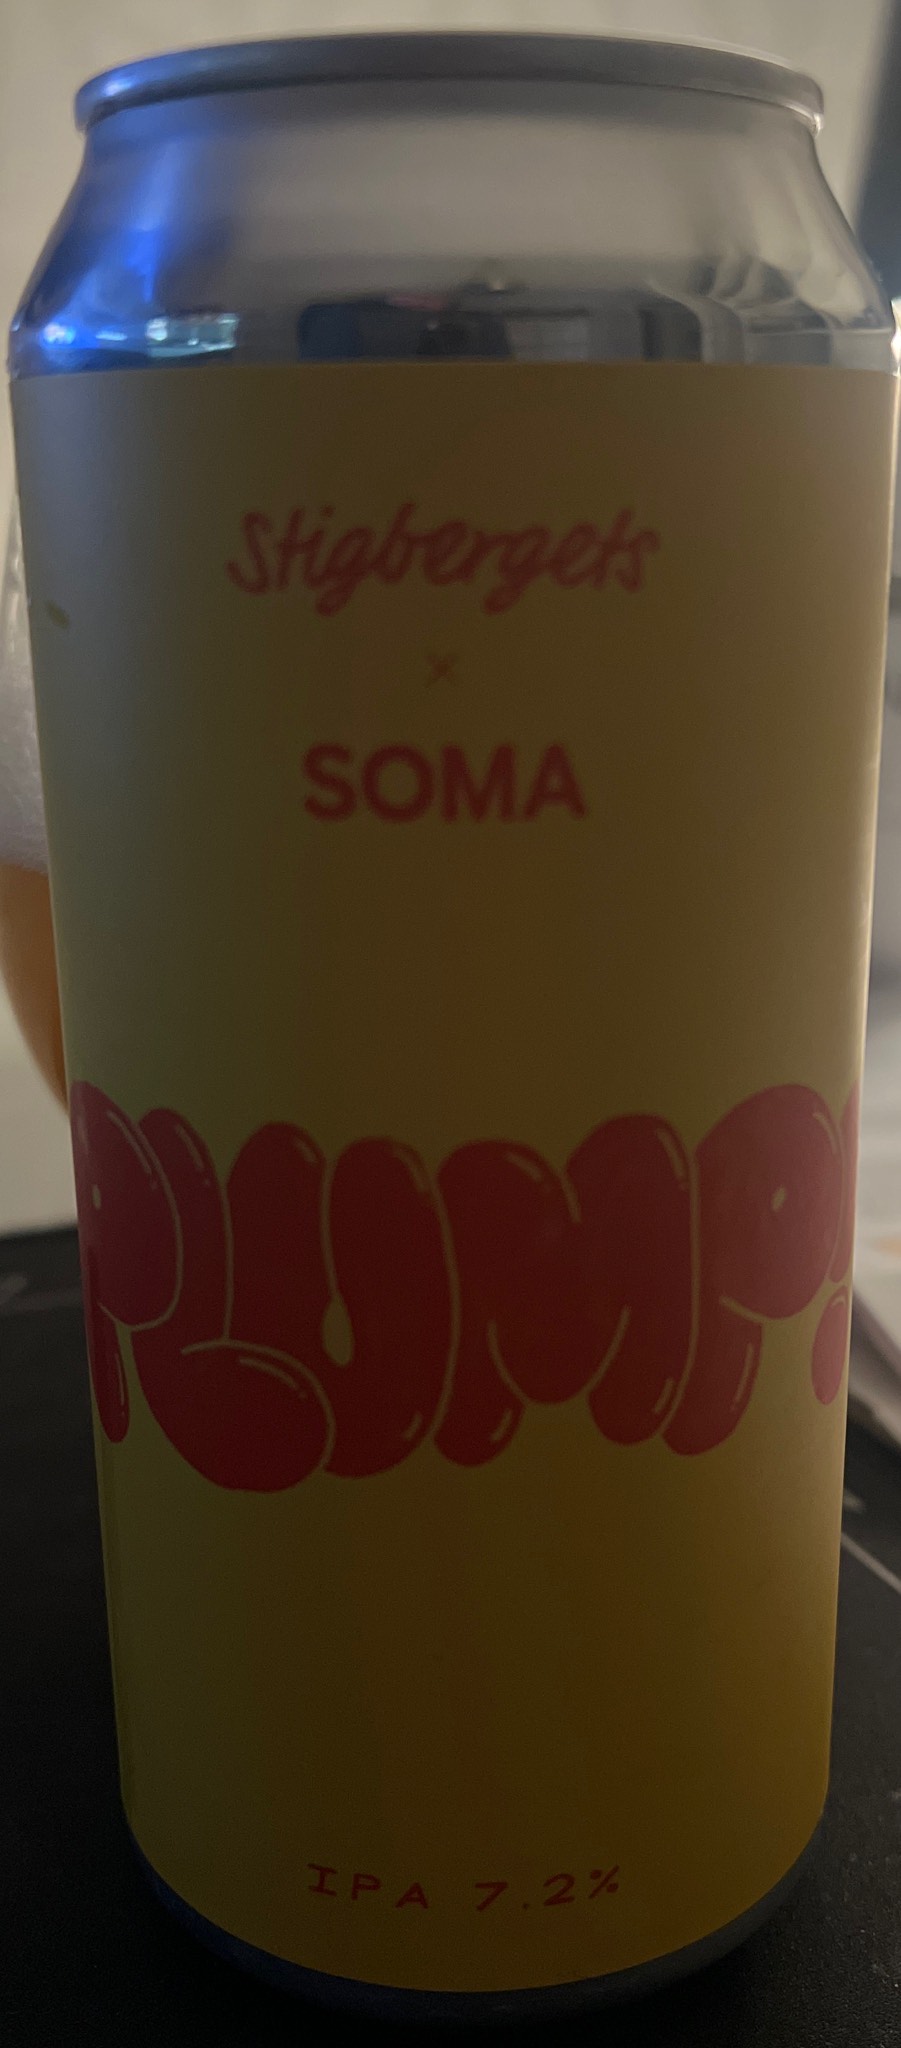 Stigbergets
×
SOMA
PLUMP!
IPA 7.2%